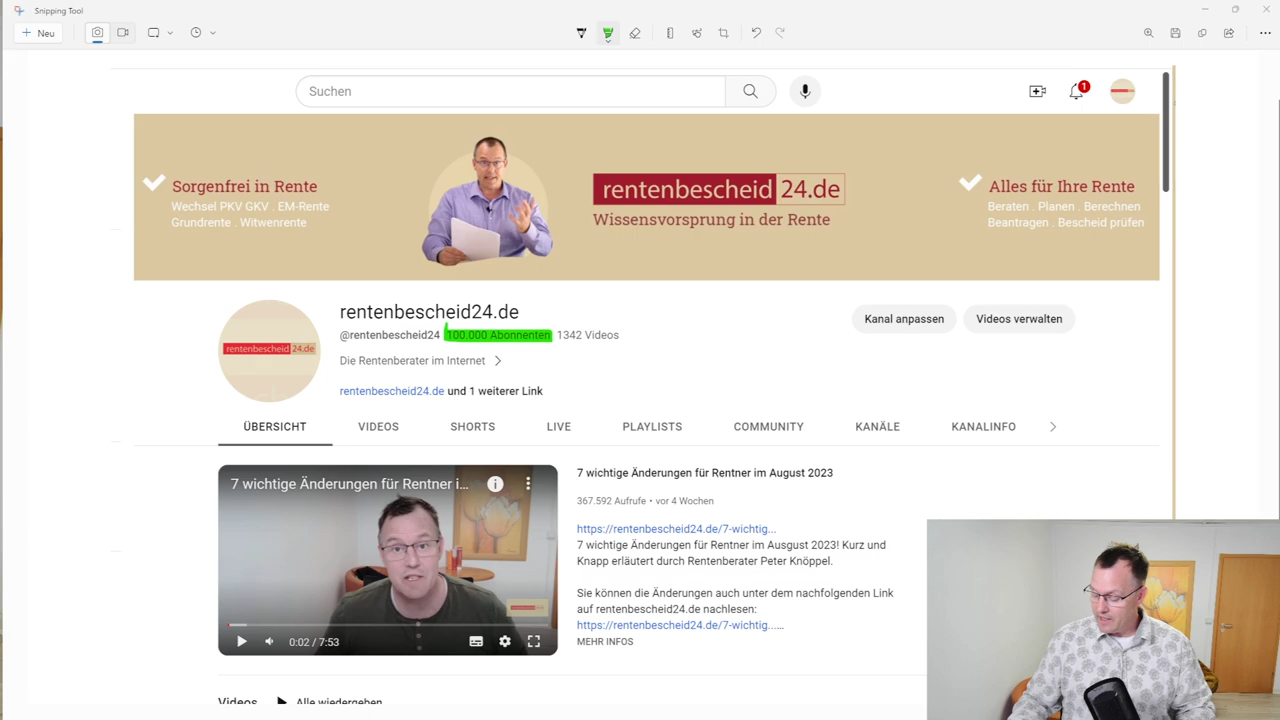 Snipping Tool
Neu
Suchen
1
Sorgenfrei in Rente
Wechsel PKV GKV . EM-Rente
Grundrente . Witwenrente
rentenbescheid 24.de
Wissensvorsprung in der Rente
Alles für Ihre Rente
Beraten . Planen . Berechnen
Beantragen . Bescheid prüfen
rentenbescheid 24.de
rentenbescheid24.de
@rentenbescheid24 100.000 Abonnenten 1342 Videos
Die Rentenberater im Internet
rentenbescheid24.de und 1 weiterer Link
Kanal anpassen
Videos verwalten
ÜBERSICHT VIDEOS SHORTS LIVE PLAYLISTS COMMUNITY KANÄLE KANALINFO
7 wichtige Änderungen für Rentner i...
0:02 / 7:53
7 wichtige Änderungen für Rentner im August 2023
367.592 Aufrufe • vor 4 Wochen
https://rentenbescheid24.de/7-wichtig...
7 wichtige Änderungen für Rentner im Ausgust 2023! Kurz und
Knapp erläutert durch Rentenberater Peter Knöppel.
Sie können die Änderungen auch unter dem nachfolgenden Link
auf rentenbescheid24.de nachlesen:
https://rentenbescheid24.de/7-wichtig......
MEHR INFOS
Videos Alle wiedergeben